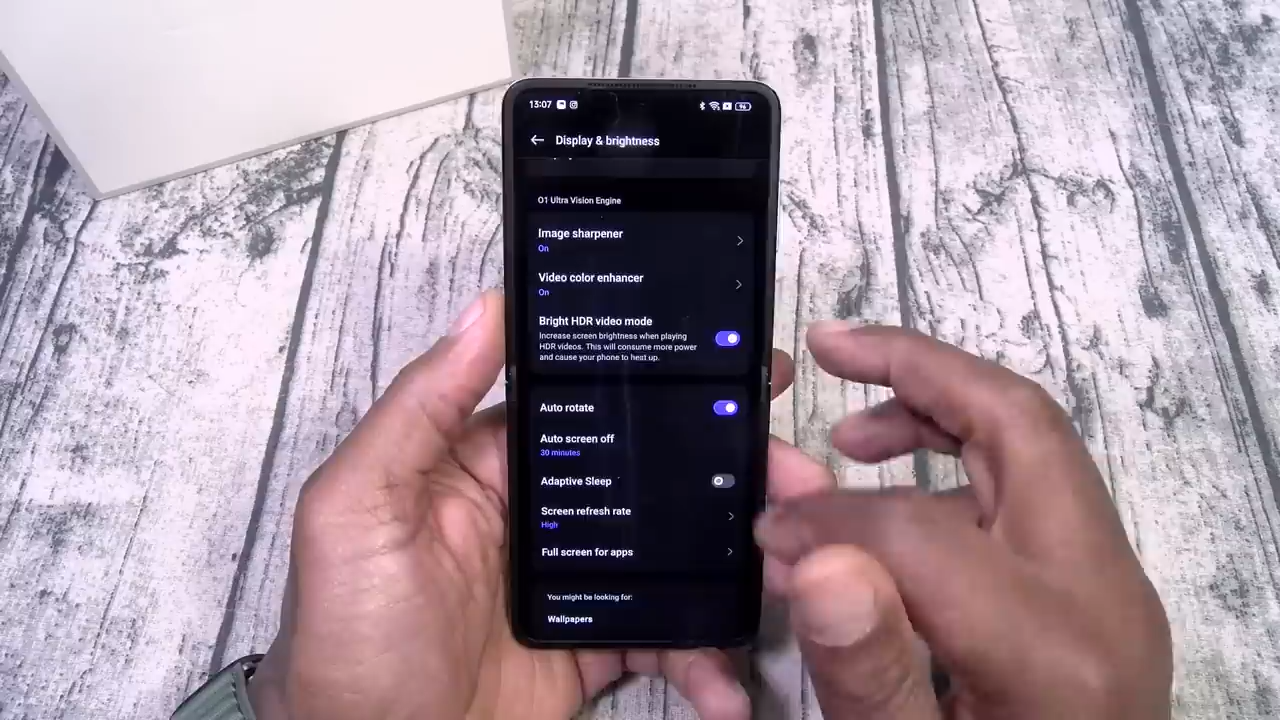 13:07
96
Display & brightness
O1 Ultra Vision Engine
Image sharpener
On
Video color enhancer
On
Bright HDR video mode
Increase screen brightness when playing
HDR videos. This will consume more power
and cause your phone to heat up.
Auto rotate
Auto screen off
30 minutes
Adaptive Sleep
Screen refresh rate
High
Full screen for apps
You might be looking for:
Wallpapers